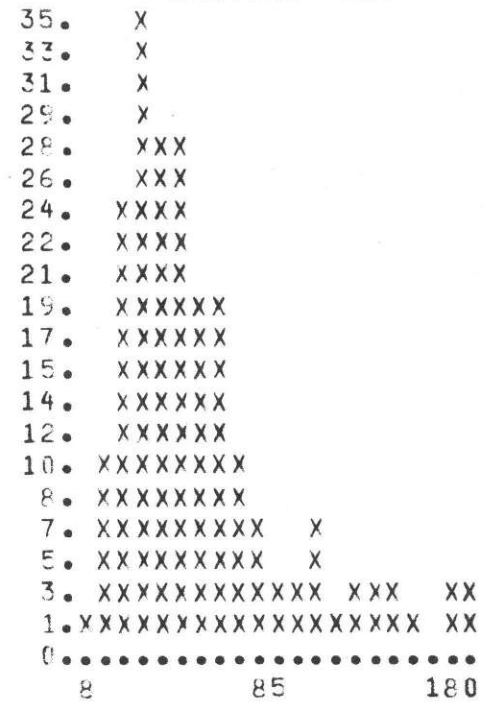 35.   X
33.   X
31.   X
29.   X
28.   XXX
26.   XXX
24.  XXXX
22.  XXXX
21.  XXXX
19.  XXXXXX
17.  XXXXXX
15.  XXXXXX
14.  XXXXXX
12.  XXXXXX
10. XXXXXXXX
8. XXXXXXXX
7. XXXXXXXXX  X
5. XXXXXXXXX  X
3. XXXXXXXXXXXX XXX  XX
1.XXXXXXXXXXXXXXXXXX XX
0......................
8 85 180